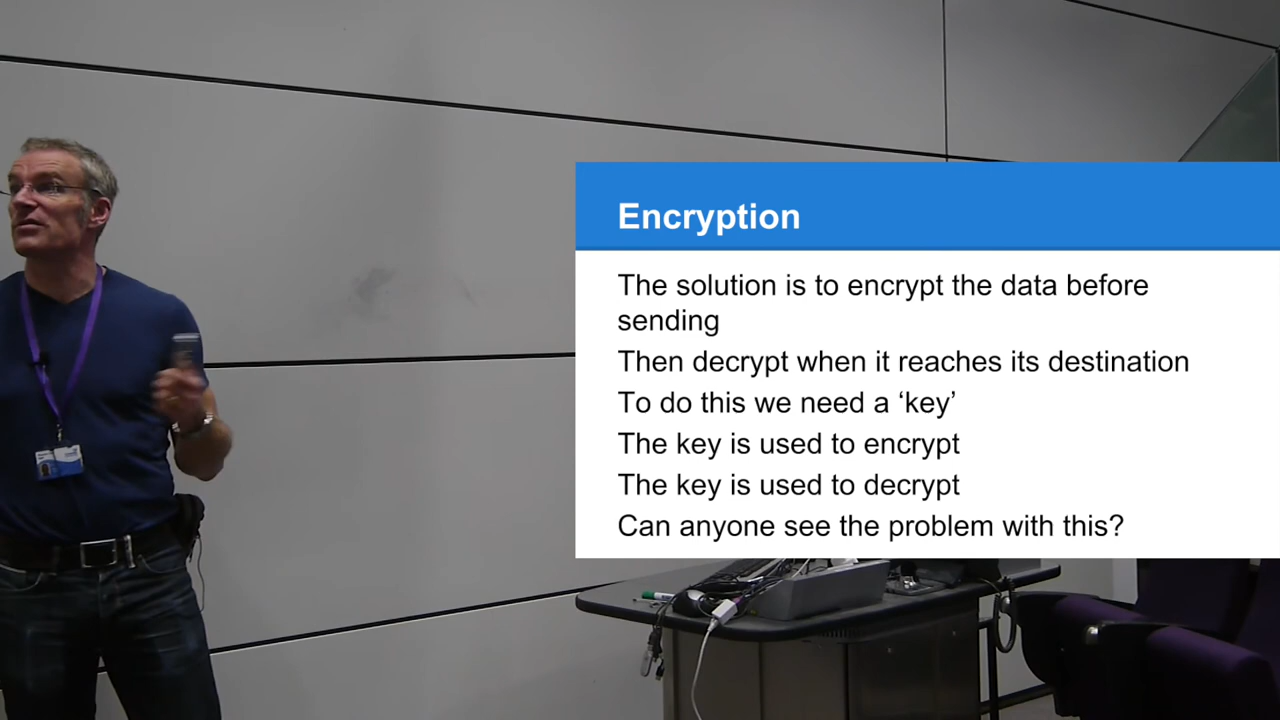 Encryption
The solution is to encrypt the data before
sending
Then decrypt when it reaches its destination
To do this we need a ‘key’
The key is used to encrypt
The key is used to decrypt
Can anyone see the problem with this?